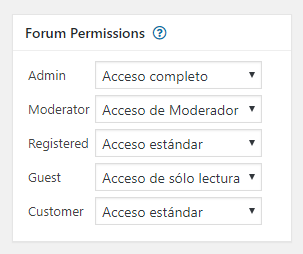 Forum Permissions ?
Admin Acceso completo
Moderator Acceso de Moderador
Registered Acceso estándar
Guest Acceso de sólo lectura
Customer Acceso estándar